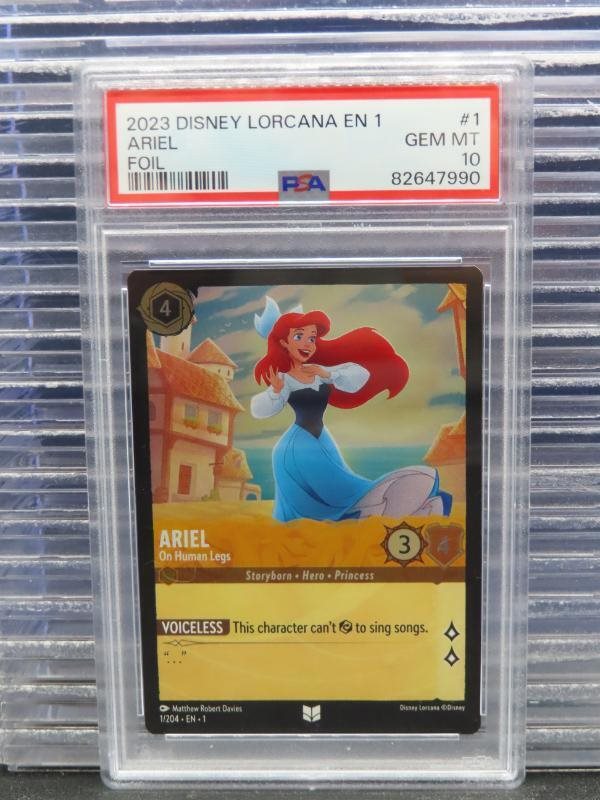 2023 DISNEY LORCANA EN 1 #1
ARIEL GEM MT
FOIL 10
PSA 82647990
4
ARIEL
On Human Legs
3 4
Storyborn • Hero • Princess
VOICELESS This character can't to sing songs.
“...”
Matthew Robert Davies
1/204 • EN • 1
Disney Lorcana ©Disney